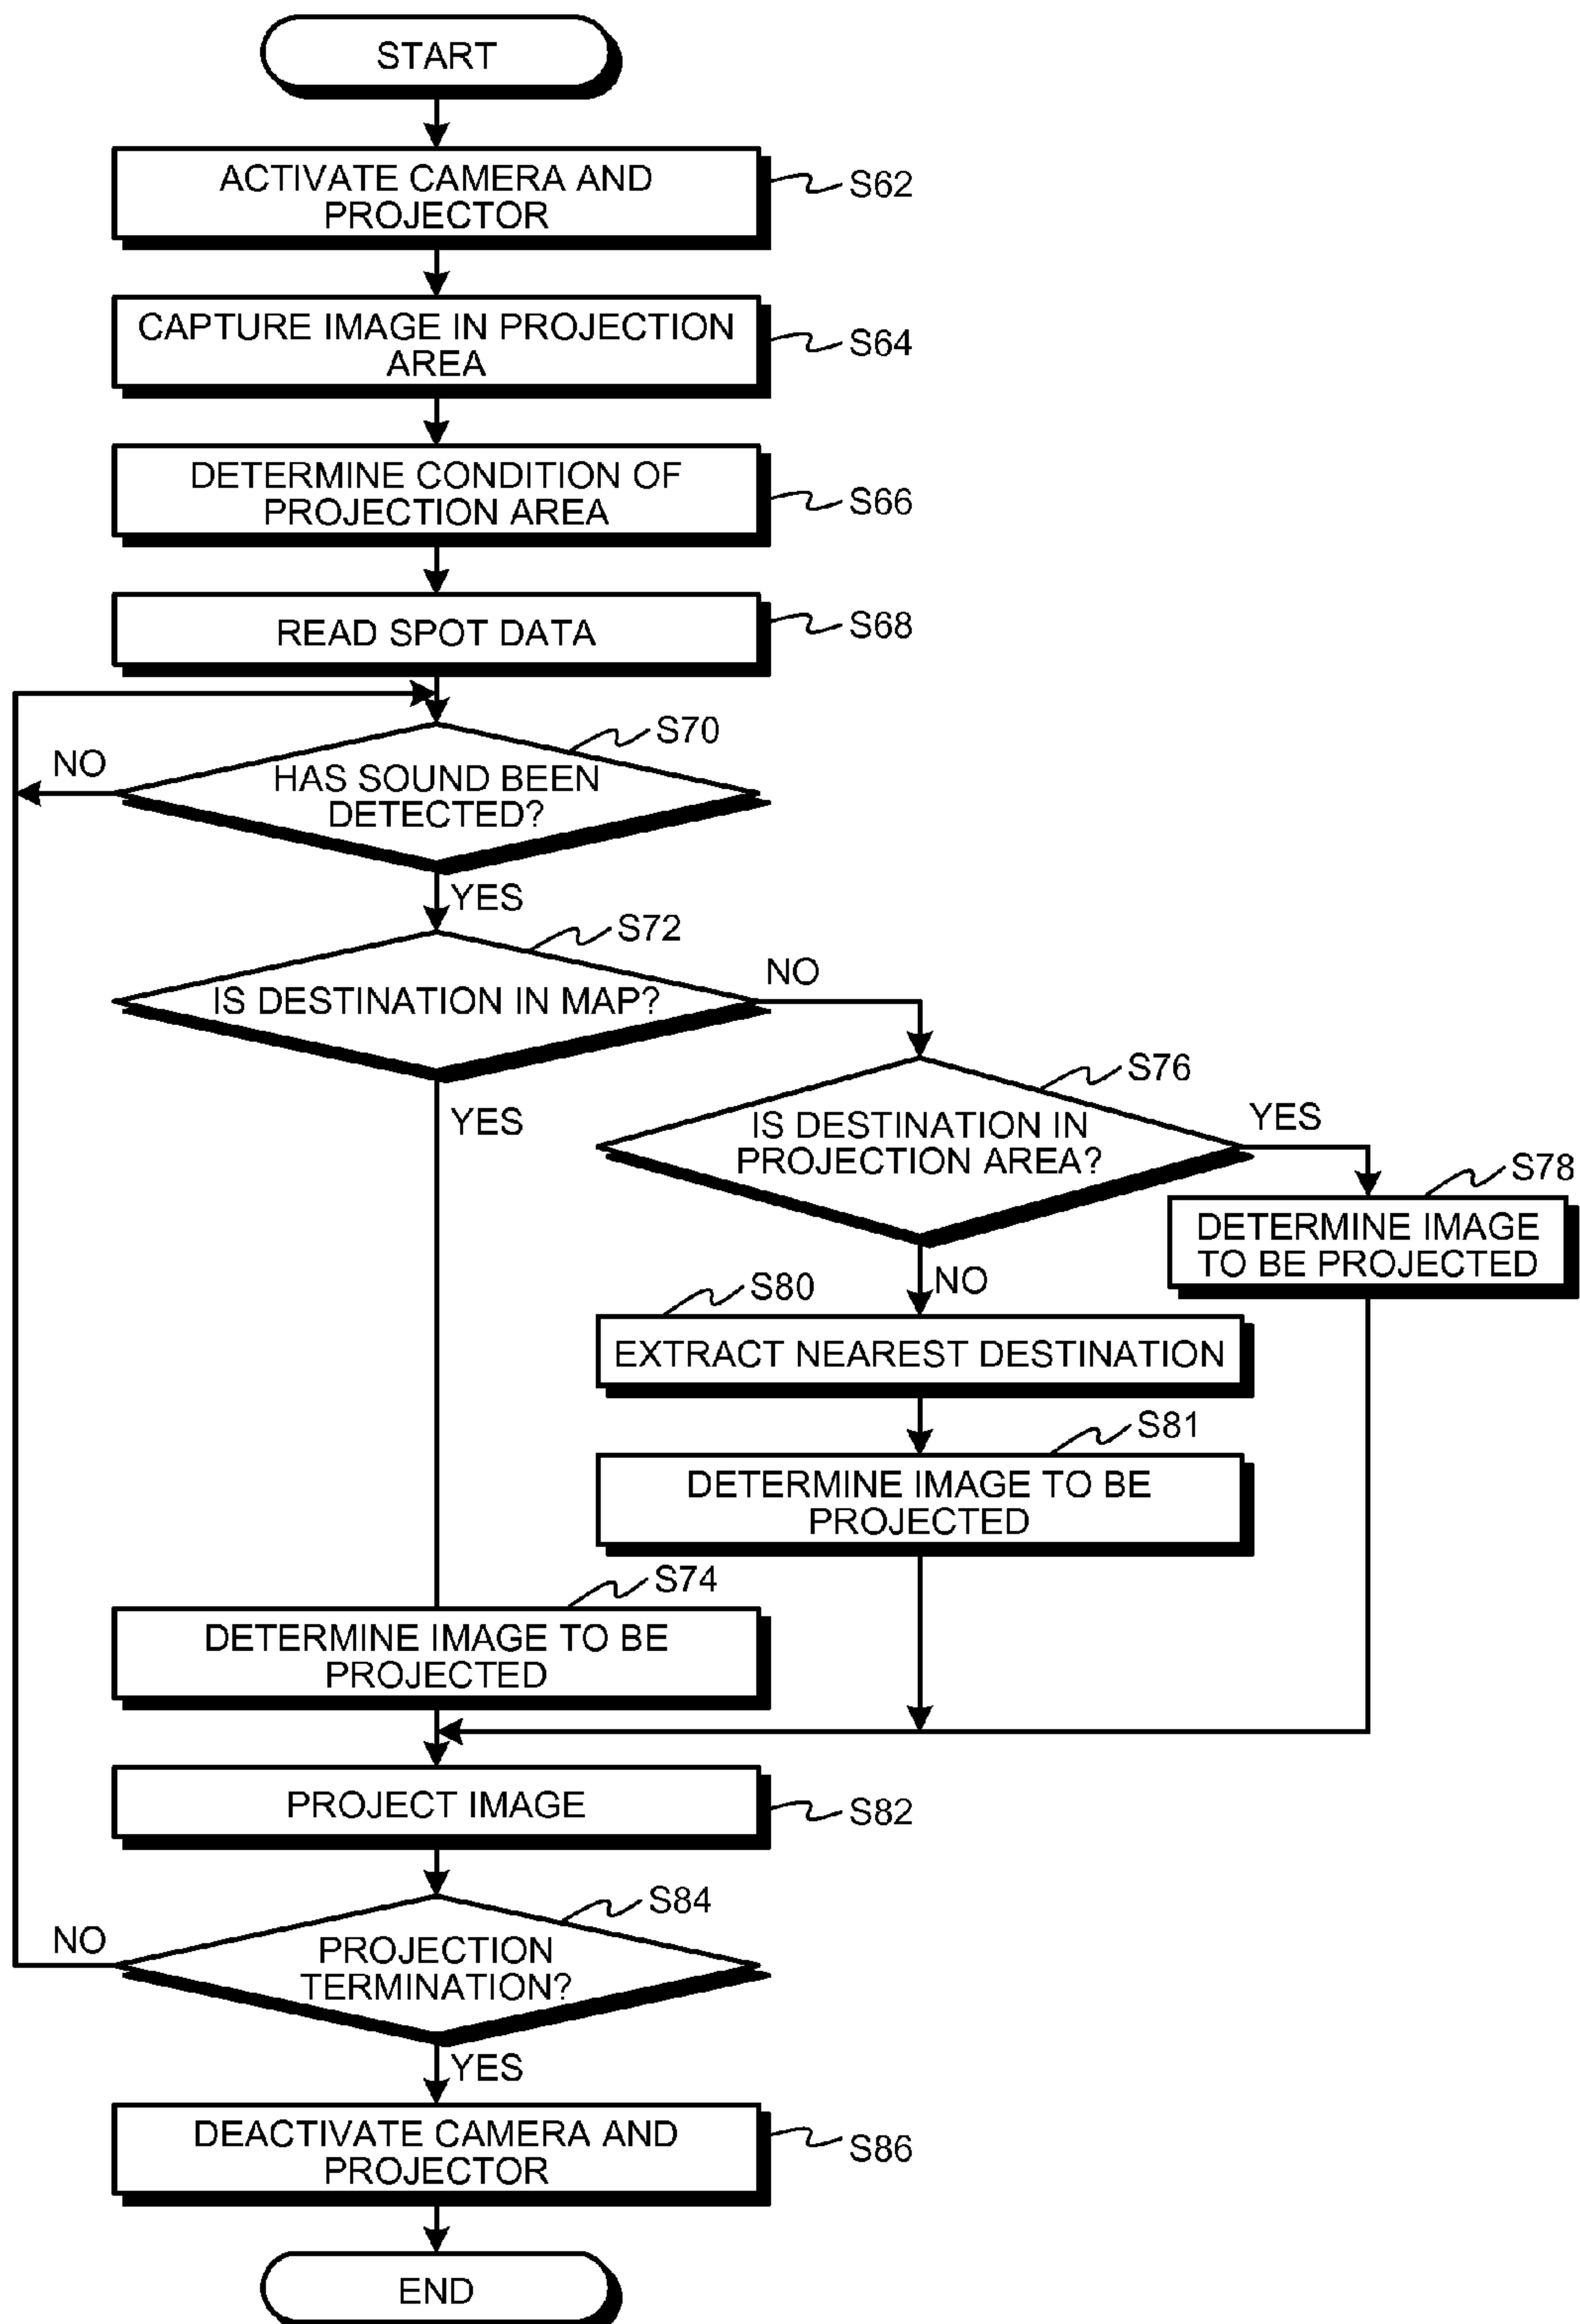 START
ACTIVATE CAMERA AND
PROJECTOR
S62
CAPTURE IMAGE IN PROJECTION
AREA
S64
DETERMINE CONDITION OF
PROJECTION AREA
S66
READ SPOT DATA
S68
S70
NO
HAS SOUND BEEN
DETECTED?
YES
S72
NO
IS DESTINATION IN MAP?
YES
S76
IS DESTINATION IN
PROJECTION AREA?
YES
S78
DETERMINE IMAGE
TO BE PROJECTED
NO
S80
EXTRACT NEAREST DESTINATION
S81
DETERMINE IMAGE TO BE
PROJECTED
S74
DETERMINE IMAGE TO BE
PROJECTED
PROJECT IMAGE
S82
S84
NO
PROJECTION
TERMINATION?
YES
DEACTIVATE CAMERA AND
PROJECTOR
S86
END